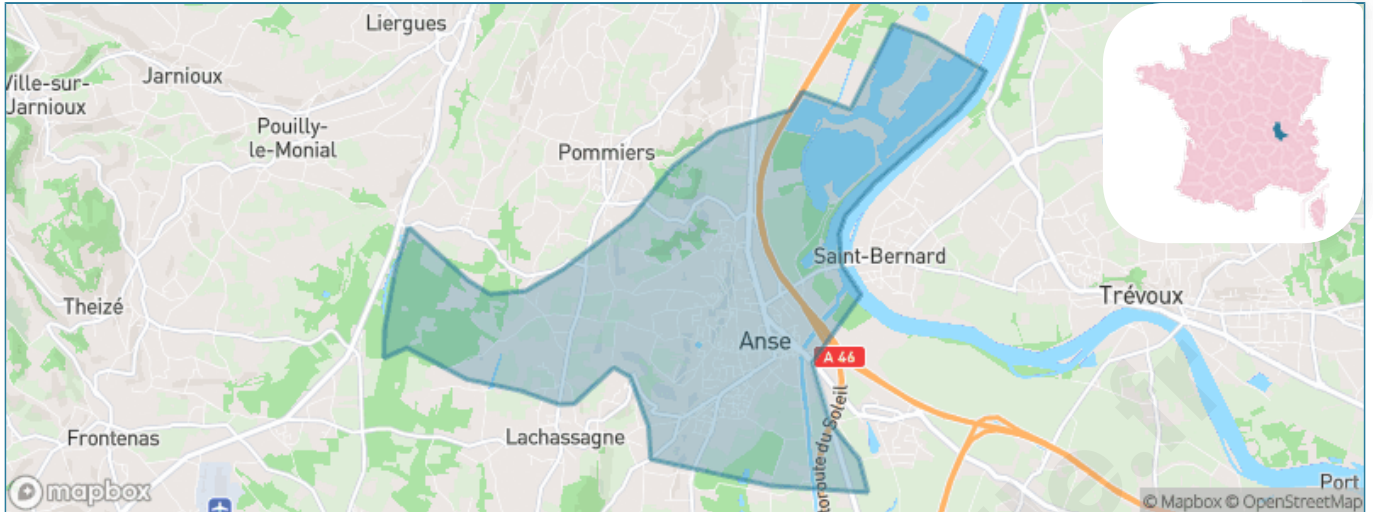 Liergues
Ville-sur-
Jarnioux
Jarnioux
Pouilly-
le-Monial
Pommiers
Saint-Bernard
Theizé
Trévoux
Anse
A 46
Frontenas
Lachassagne
toroute du Soleil
Port
mapbox
© Mapbox © OpenStreetMap